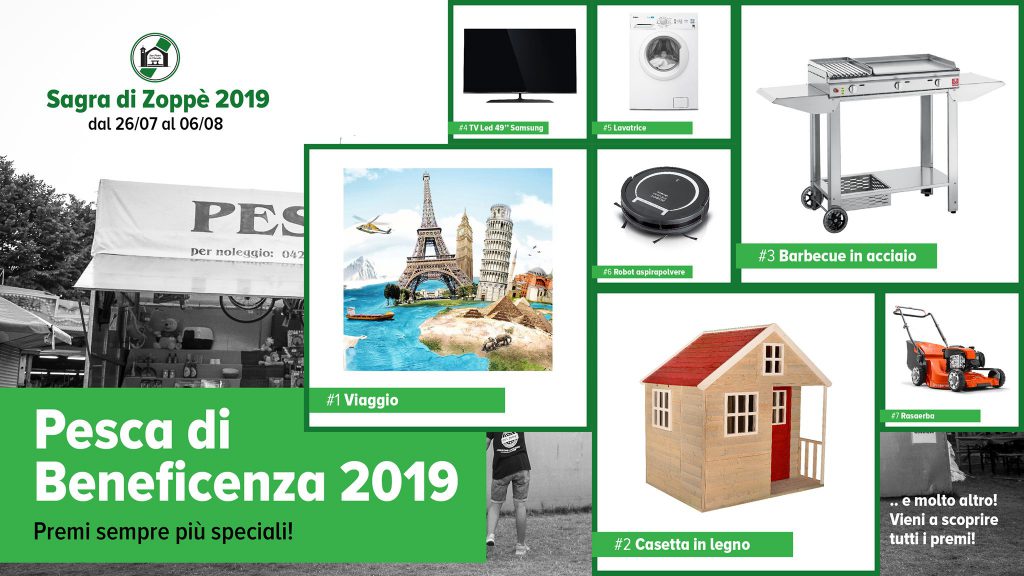 Sagra di Zoppè 2019
dal 26/07 al 06/08
PES
per noleggio: 042
#1 Viaggio
#4 TV Led 49'' Samsung
#5 Lavatrice
#6 Robot aspirapolvere
#3 Barbecue in acciaio
#2 Casetta in legno
#7 Rasaerba
Pesca di
Beneficenza 2019
Premi sempre più speciali!
.. e molto altro!
Vieni a scoprire
tutti i premi!